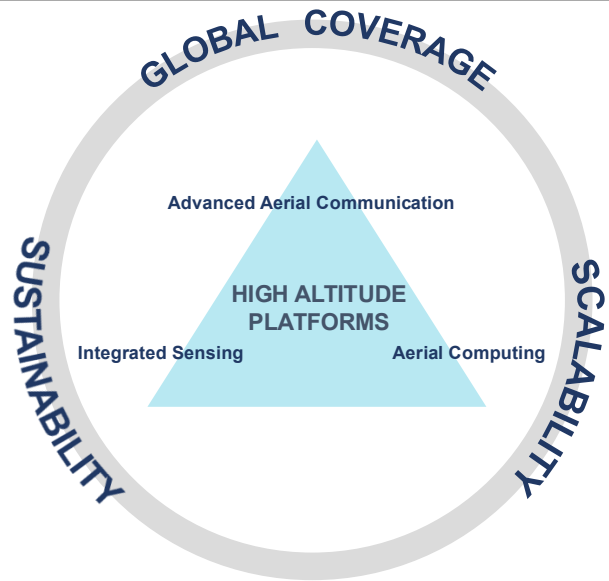 GLOBAL COVERAGE
Advanced Aerial Communication
HIGH ALTITUDE
PLATFORMS
Integrated Sensing
Aerial Computing
SUSTAINABILITY
SCALABILITY